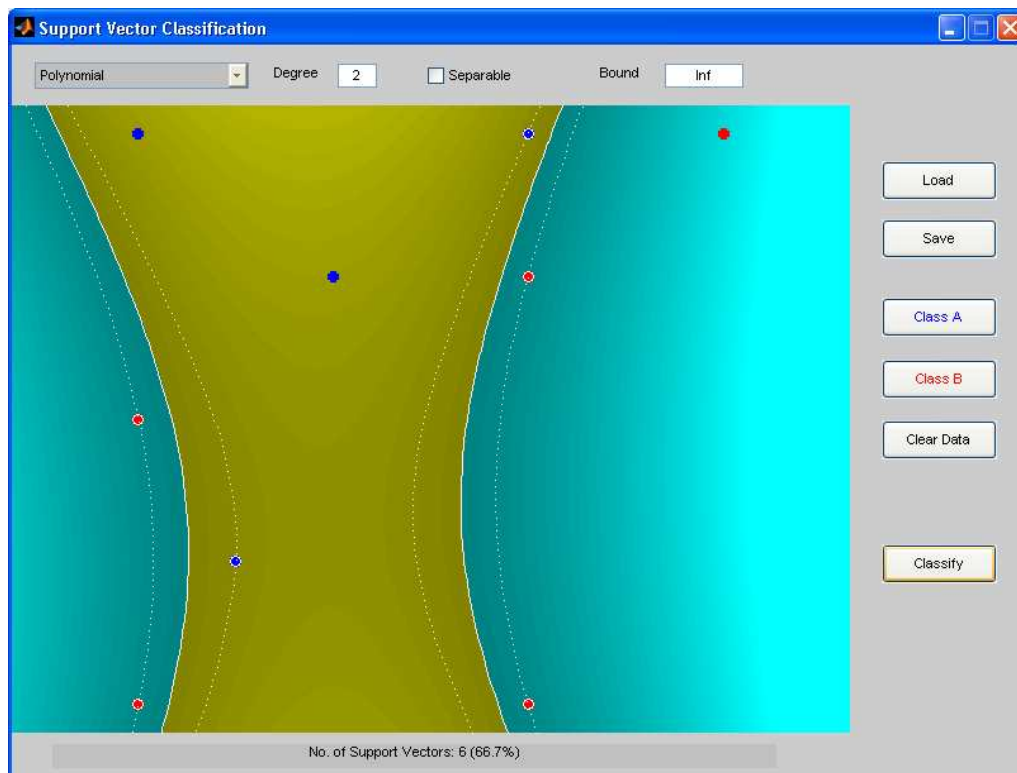 Support Vector Classification
Polynomial
Degree
2
Separable
Bound
Inf
Load
Save
Class A
Class B
Clear Data
Classify
No. of Support Vectors: 6 (66.7%)